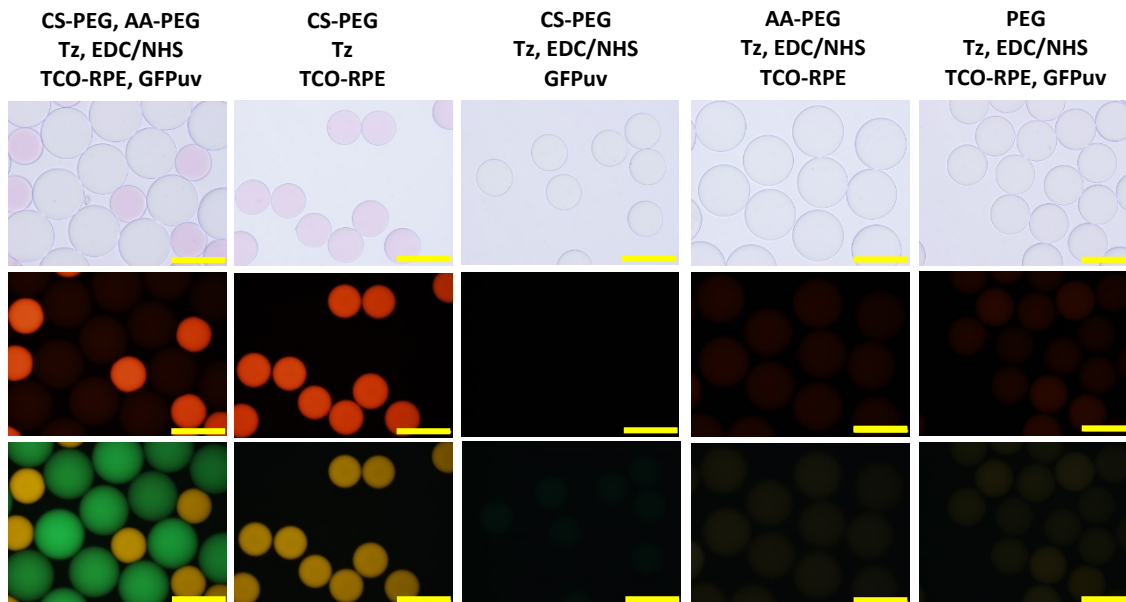 CS-PEG, AA-PEG
Tz, EDC/NHS
TCO-RPE, GFPuv
CS-PEG
Tz
TCO-RPE
CS-PEG
Tz, EDC/NHS
GFPuv
AA-PEG
Tz, EDC/NHS
TCO-RPE
PEG
Tz, EDC/NHS
TCO-RPE, GFPuv